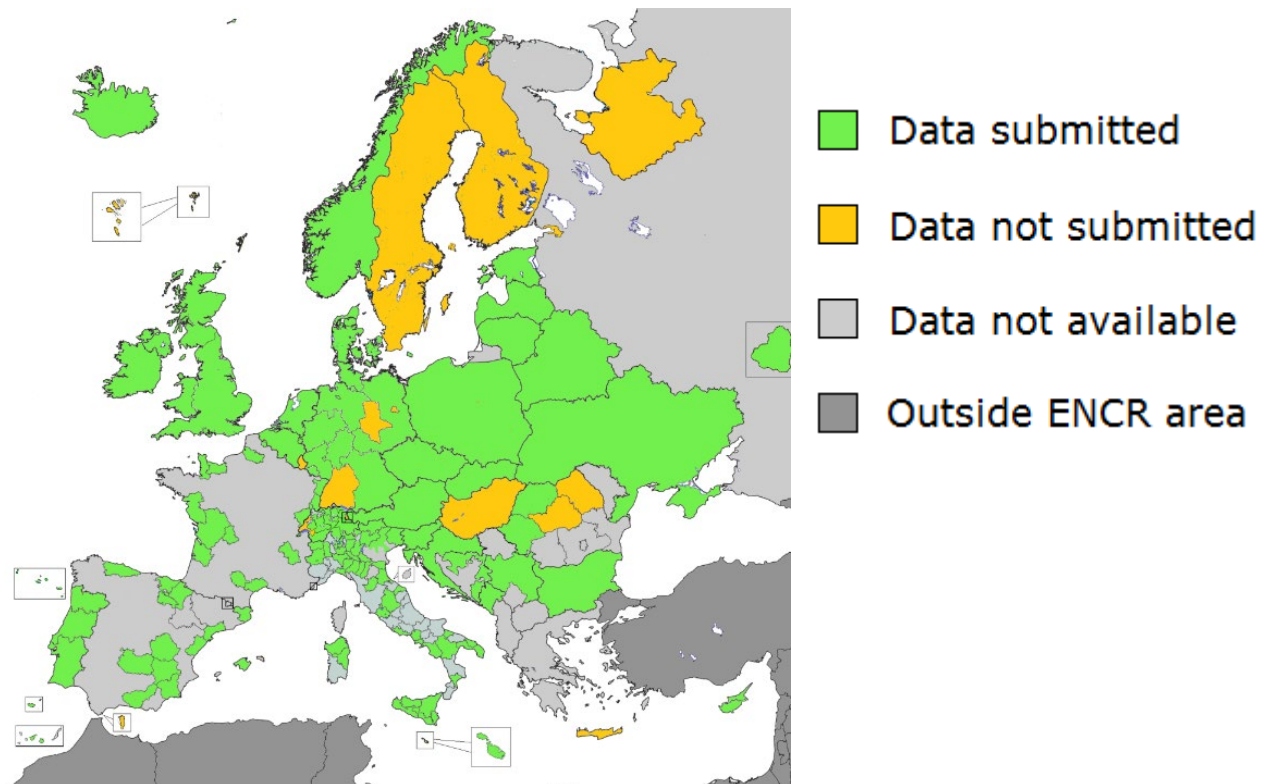 Data submitted
Data not submitted
Data not available
Outside ENCR area